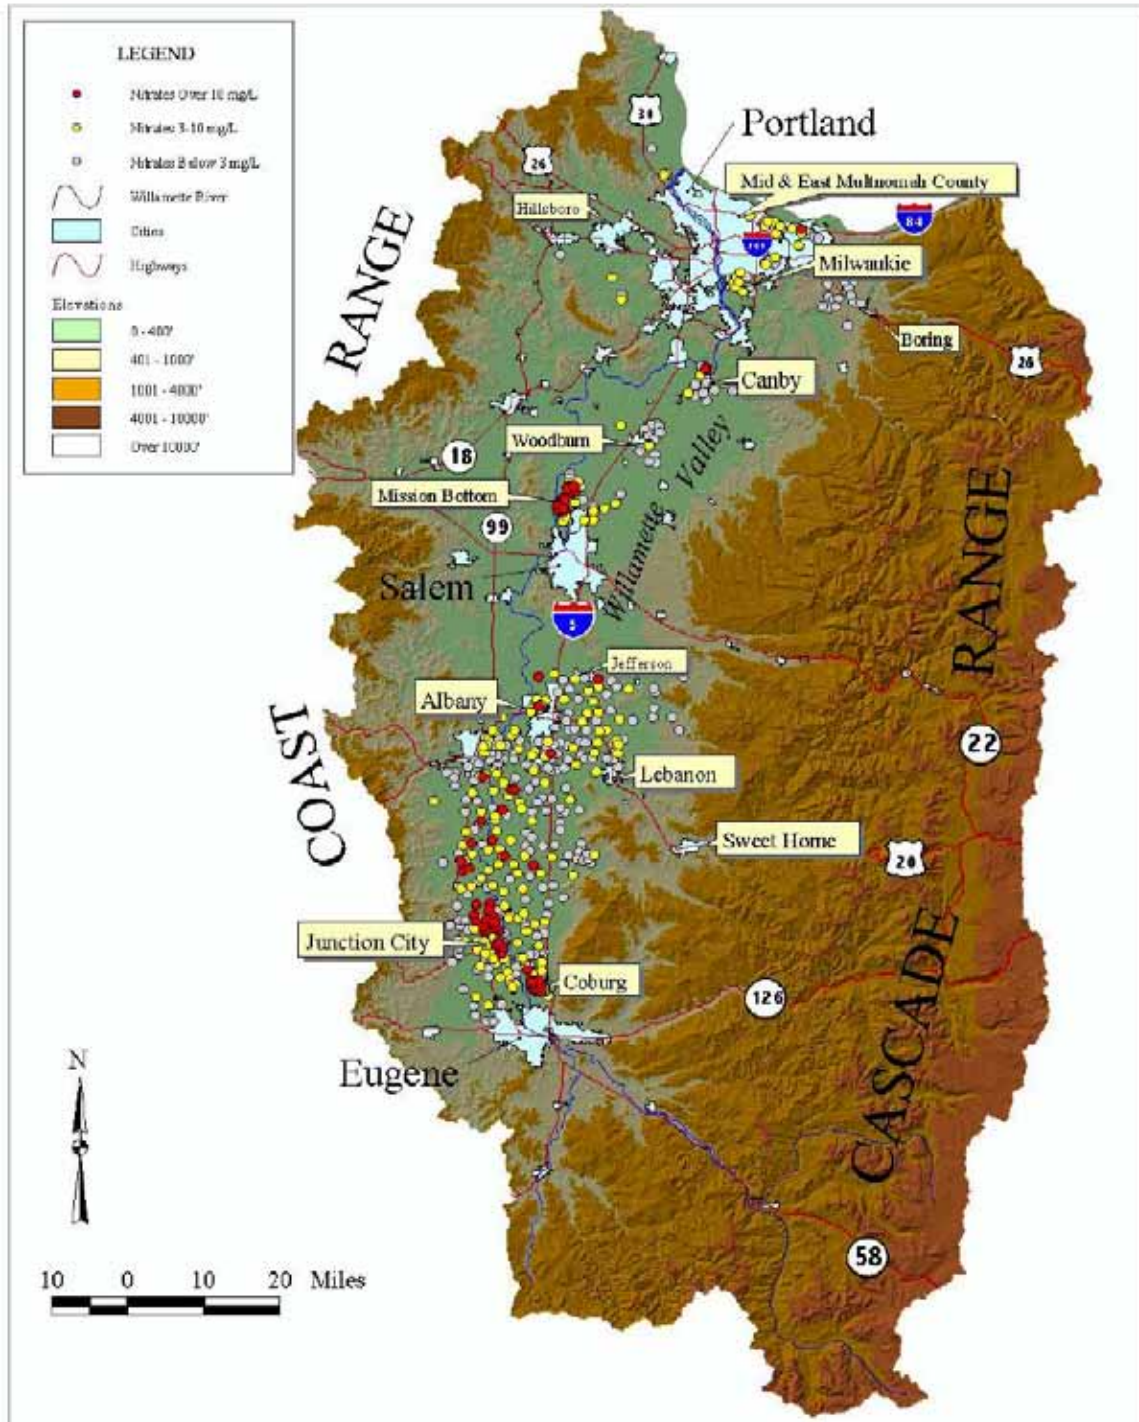 LEGEND
Nitrates Over 10 mg/L
Nitrates 3-10 mg/L
Nitrates Below 3 mg/L
Willamette River
Cities
Highways
Elevations
0 - 400'
401 - 1000'
1001 - 4000'
4001 - 10000'
Over 10000'
30
Portland
26
Mid & East Multnomah County
Hillsboro
84
Milwaukie
RANGE
Boring
26
Canby
Woodburn
18
Willamette Valley
Mission Bottom
99
RANGE
Salem
5
Jefferson
Albany
COAST
22
Lebanon
Sweet Home
20
Junction City
Coburg
126
CASCADE
Eugene
N
58
10 0 10 20 Miles